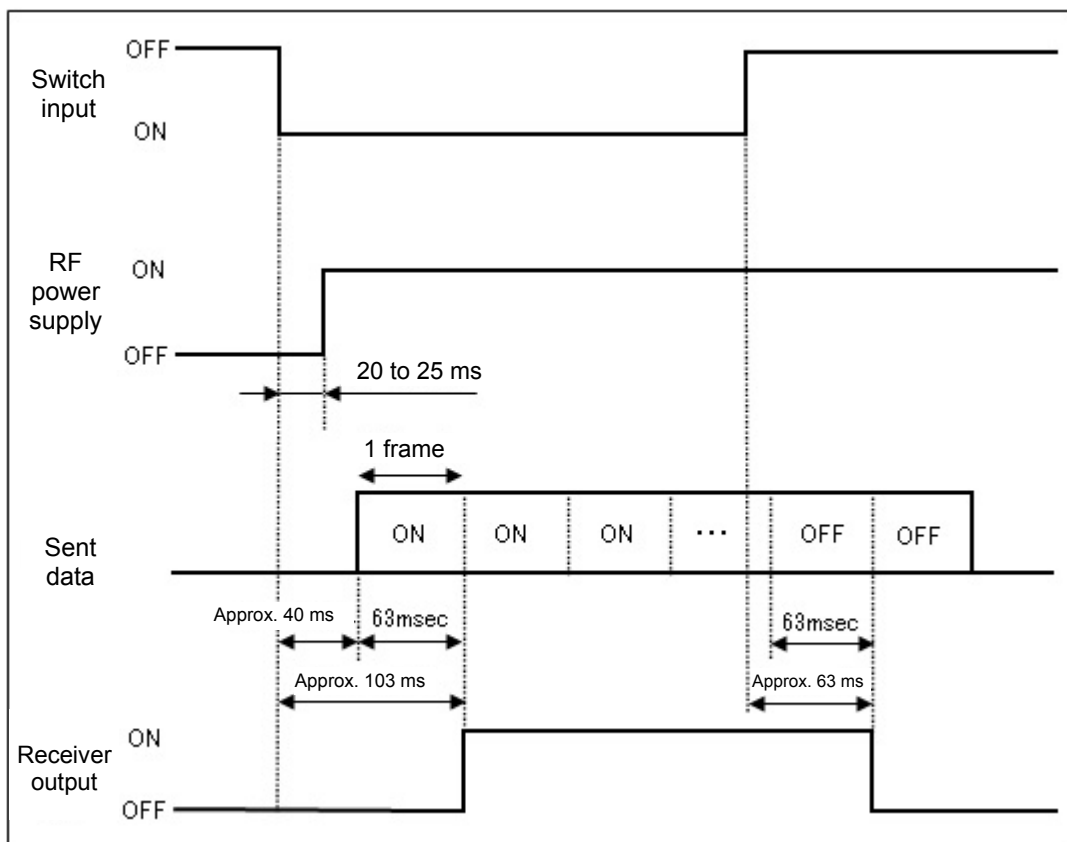 OFF
Switch
input
ON
RF
power
supply
ON
OFF
20 to 25 ms
1 frame
Sent
data
ON ON ON ··· OFF OFF
Approx. 40 ms 63msec 63msec
Approx. 103 ms Approx. 63 ms
ON
Receiver
output
OFF